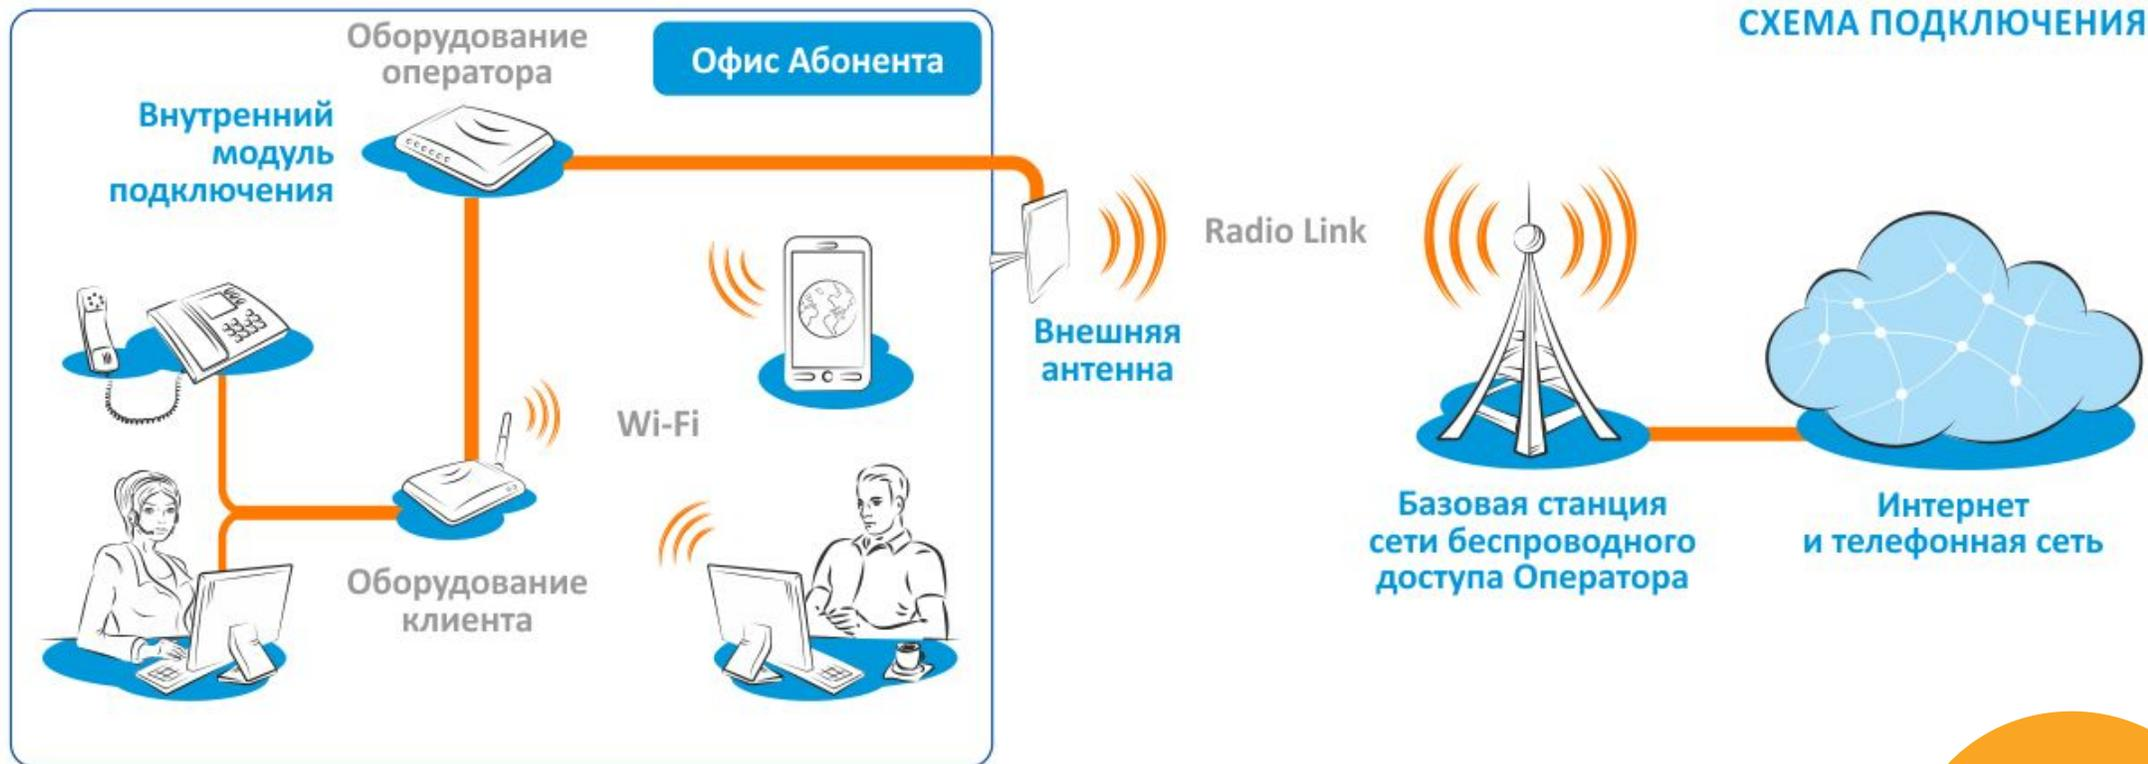 СХЕМА ПОДКЛЮЧЕНИЯ
Оборудование
оператора
Офис Абонента
Внутренний
модуль
подключения
Radio Link
Внешняя
антенна
Wi-Fi
Базовая станция
сети беспроводного
доступа Оператора
Интернет
и телефонная сеть
Оборудование
клиента